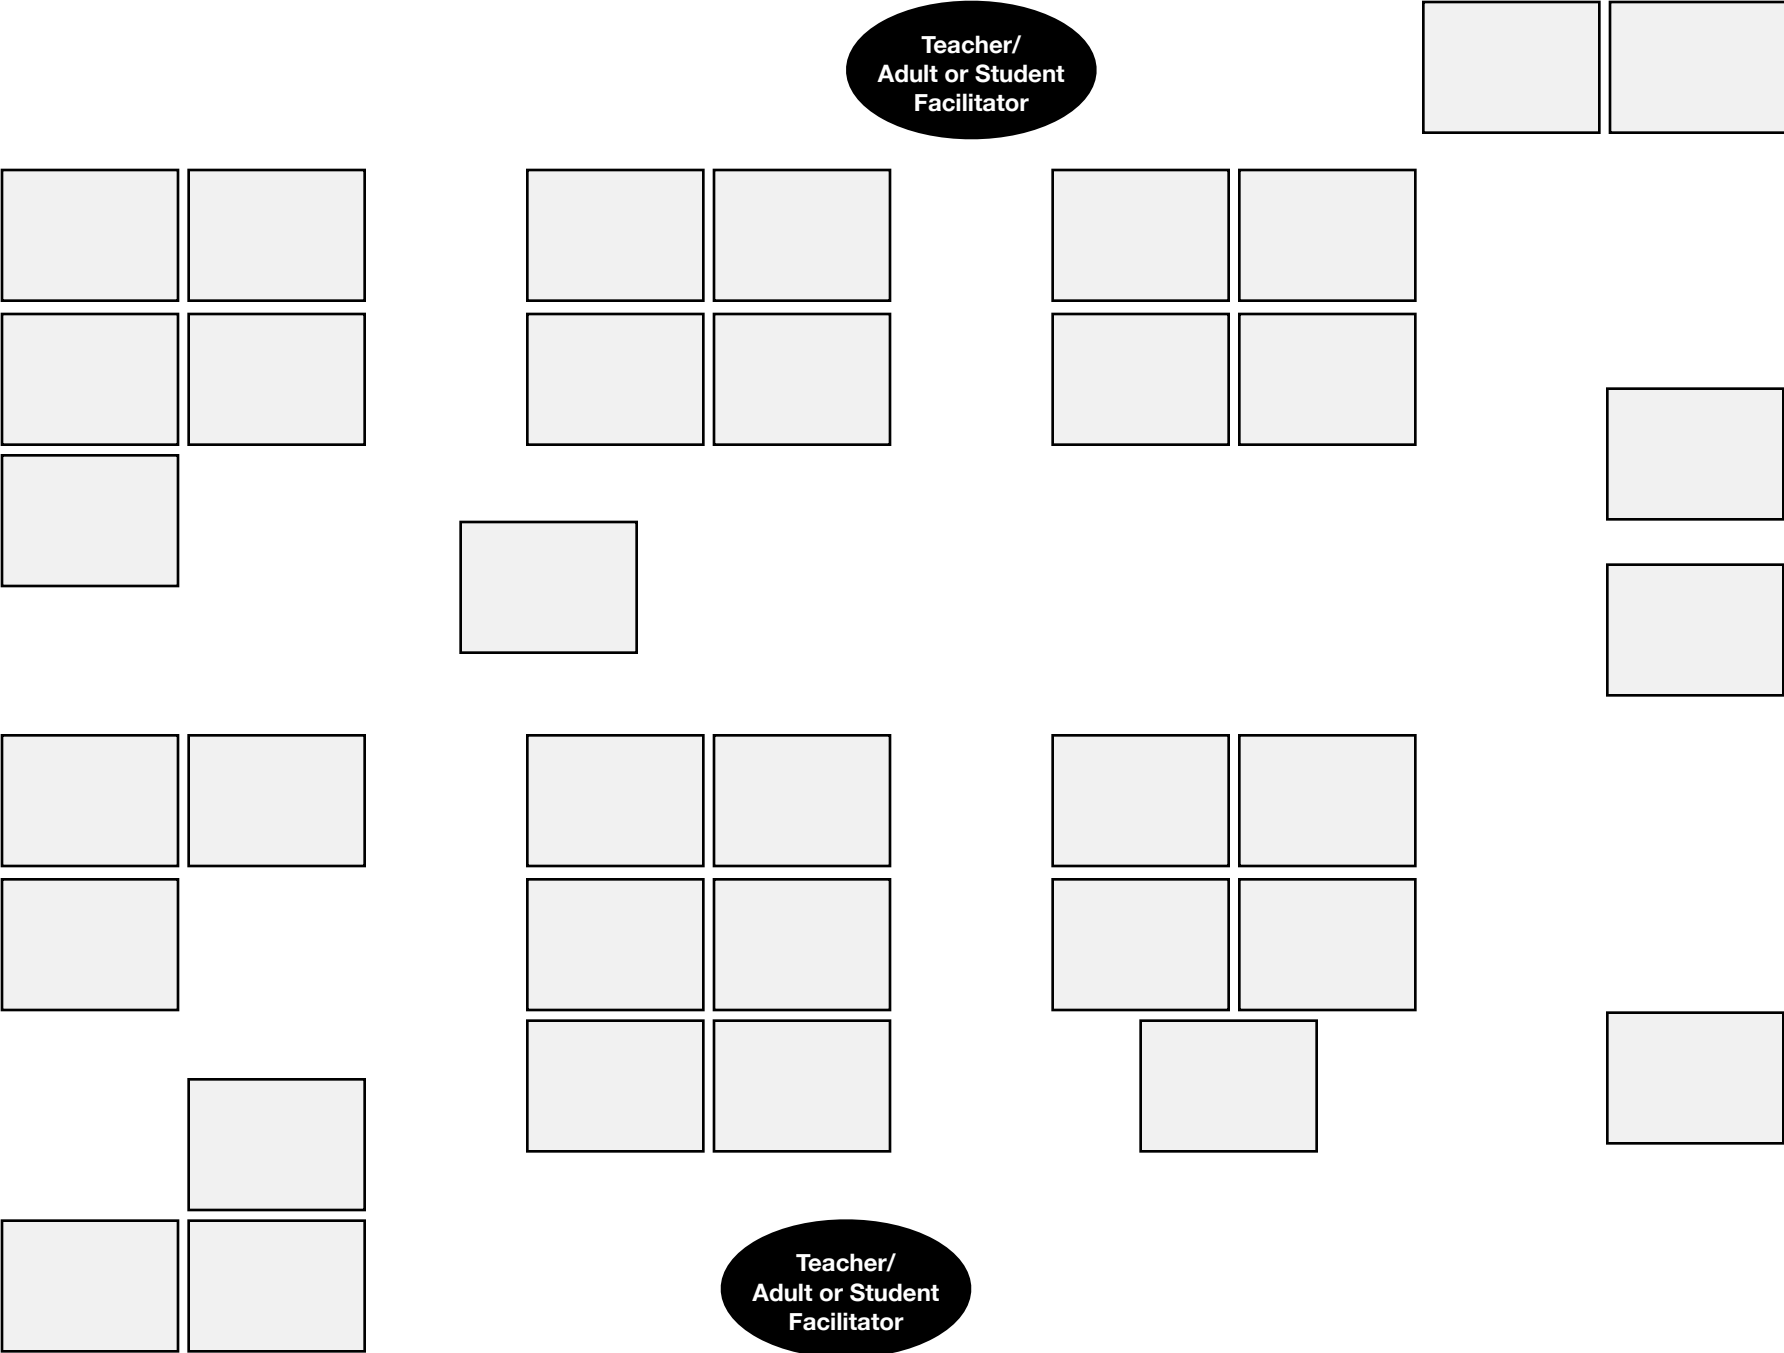 Teacher/
Adult or Student
Facilitator
Teacher/
Adult or Student
Facilitator